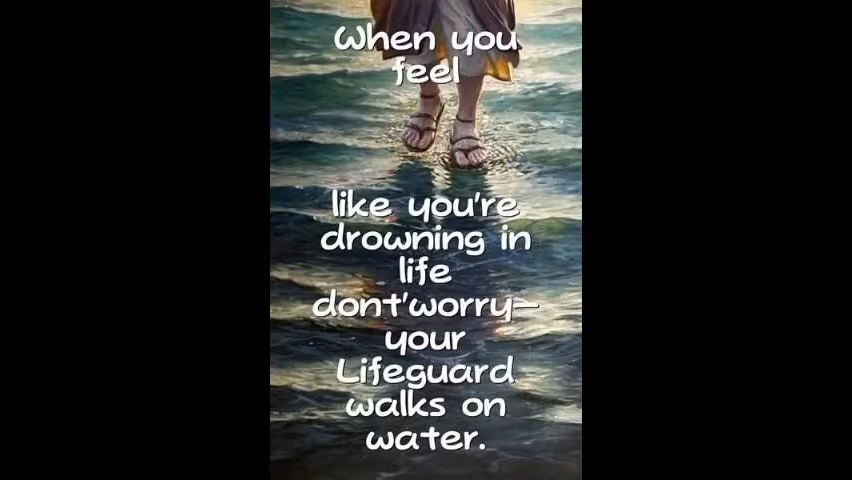 When you
feel
like you're
drowning in
life
dont'worry—
your
Lifeguard
walks on
water.